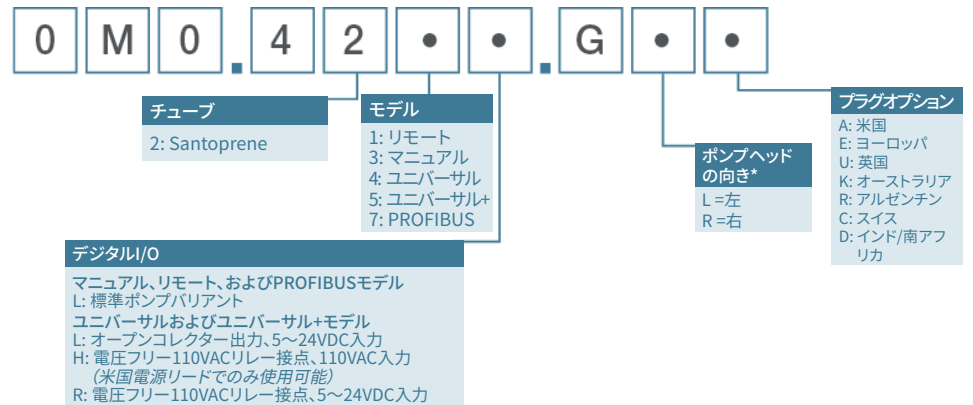 0 M 0 . 4 2 • • . G • •
チューブ
2: Santoprene
モデル
1: リモート
3: マニュアル
4: ユニバーサル
5: ユニバーサル+
7: PROFIBUS
ポンプヘッド
の向き*
L =左
R =右
プラグオプション
A: 米国
E: ヨーロッパ
U: 英国
K: オーストラリア
R: アルゼンチン
C: スイス
D: インド/南アフ
リカ
デジタルI/O
マニュアル、リモート、およびPROFIBUSモデル
L: 標準ポンプバリアント
ユニバーサルおよびユニバーサル+モデル
L: オープンコレクター出力、5～24VDC入力
H: 電圧フリー110VACリレー接点、110VAC入力
（米国電源リードでのみ使用可能）
R: 電圧フリー110VACリレー接点、5～24VDC入力